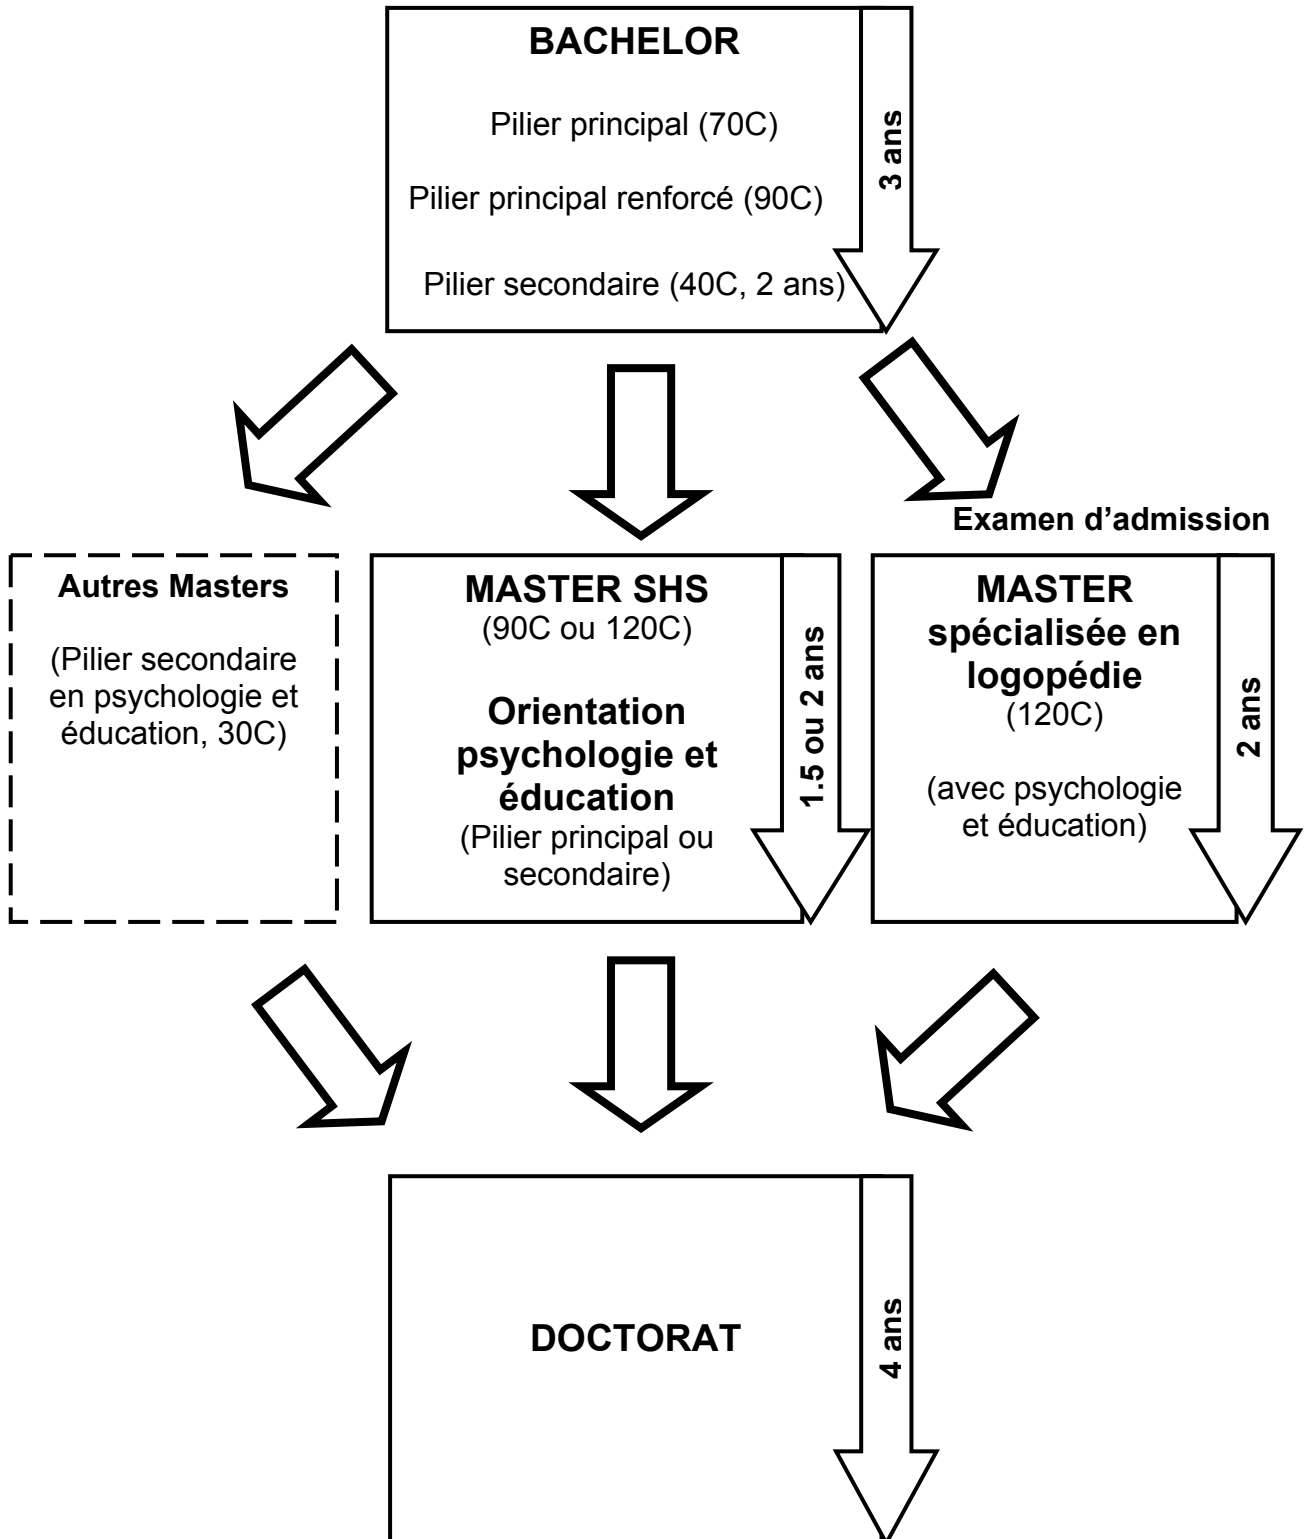 BACHELOR
Pilier principal (70C)
Pilier principal renforcé (90C)
Pilier secondaire (40C, 2 ans)
3 ans
Examen d’admission
Autres Masters
(Pilier secondaire
en psychologie et
éducation, 30C)
MASTER SHS
(90C ou 120C)
Orientation
psychologie et
éducation
(Pilier principal ou
secondaire)
1.5 ou 2 ans
MASTER
spécialisée en
logopédie
(120C)
(avec psychologie
et éducation)
2 ans
DOCTORAT
4 ans